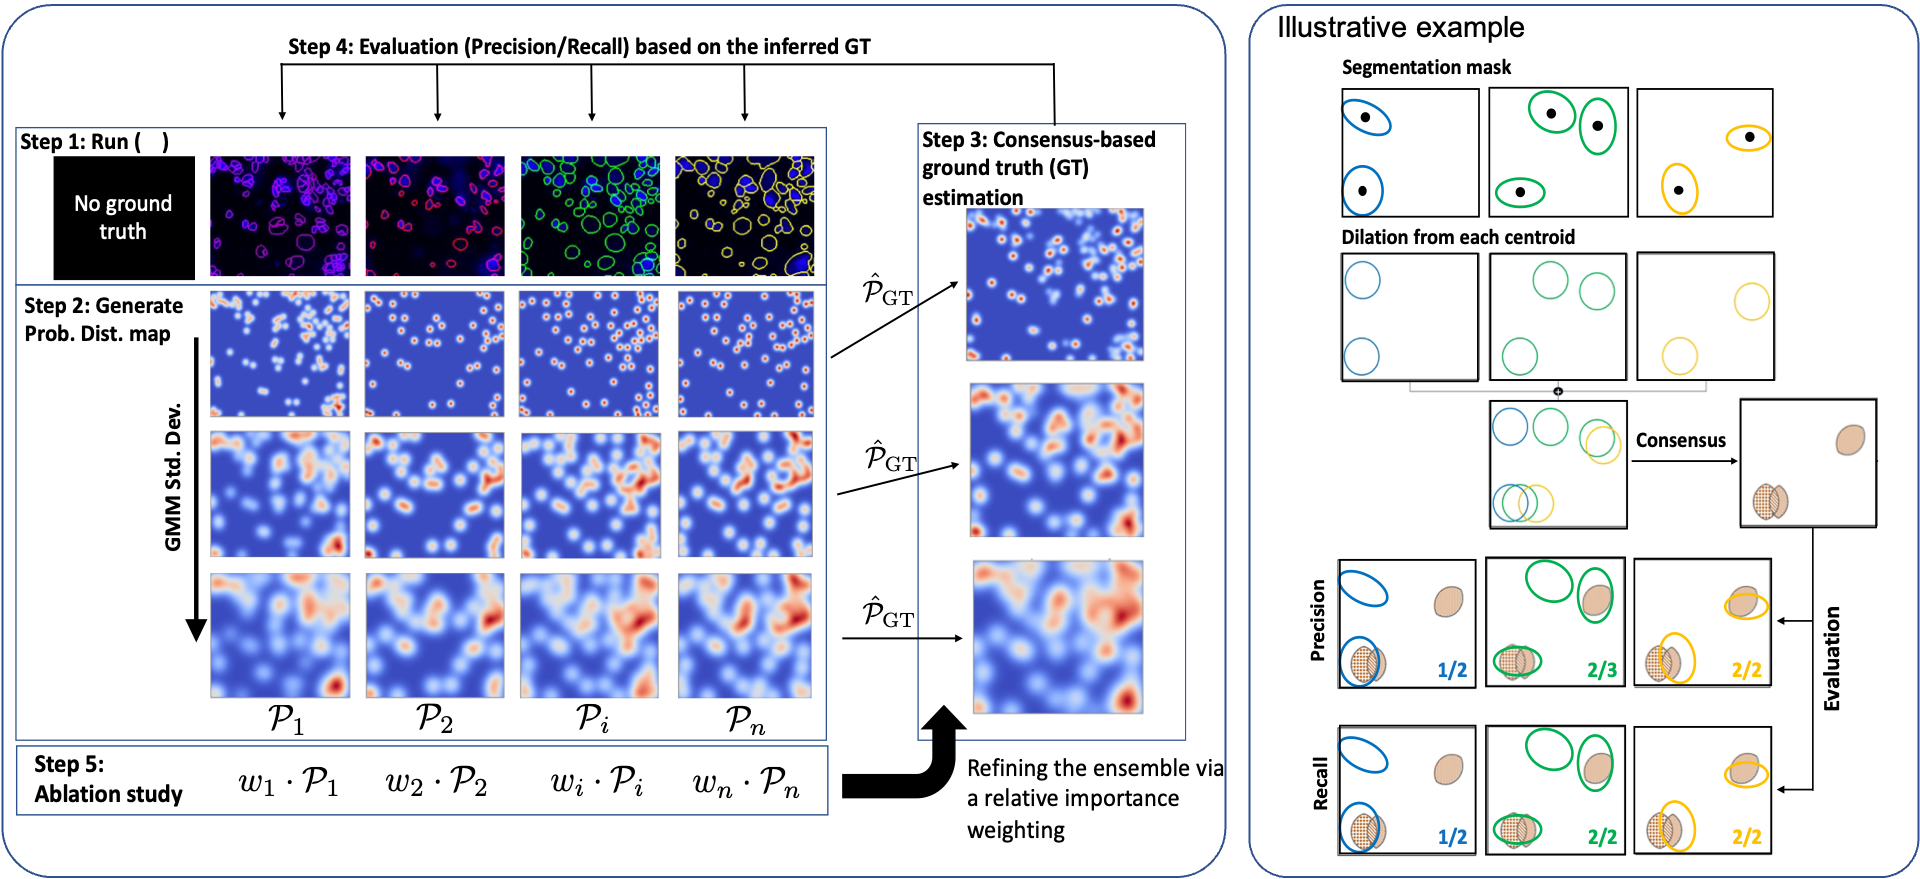 Step 4: Evaluation (Precision/Recall) based on the inferred GT
Step 1: Run (    )
No ground
truth
Step 2: Generate
Prob. Dist. map
GMM Std. Dev.
𝒫₁
𝒫₂
𝒫ᵢ
𝒫ₙ
Step 3: Consensus-based
ground truth (GT)
estimation
𝒫̂_GT
𝒫̂_GT
𝒫̂_GT
Step 5:
Ablation study
w₁ · 𝒫₁
w₂ · 𝒫₂
wᵢ · 𝒫ᵢ
wₙ · 𝒫ₙ
Refining the ensemble via
a relative importance
weighting
Illustrative example
Segmentation mask
Dilation from each centroid
Consensus
Precision
1/2
2/3
2/2
Evaluation
Recall
1/2
2/2
2/2